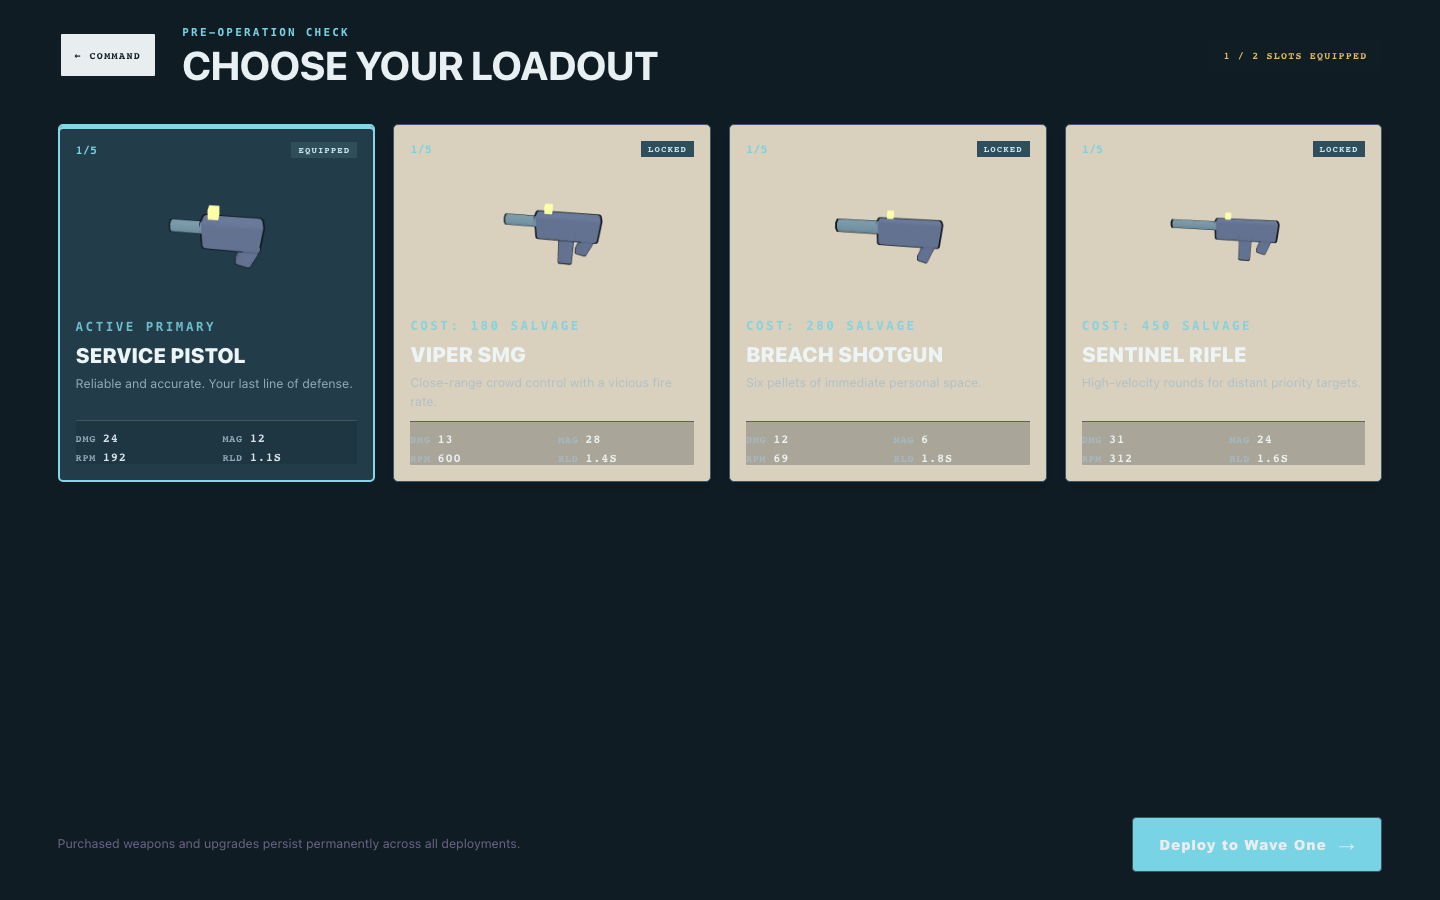 ← COMMAND
PRE-OPERATION CHECK
CHOOSE YOUR LOADOUT
1 / 2 SLOTS EQUIPPED
1/5
EQUIPPED
ACTIVE PRIMARY
SERVICE PISTOL
Reliable and accurate. Your last line of defense.
DMG 24 MAG 12
RPM 192 RLD 1.1S
1/5
LOCKED
COST: 180 SALVAGE
VIPER SMG
Close-range crowd control with a vicious fire
rate.
DMG 13 MAG 28
RPM 600 RLD 1.4S
1/5
LOCKED
COST: 280 SALVAGE
BREACH SHOTGUN
Six pellets of immediate personal space.
DMG 12 MAG 6
RPM 69 RLD 1.8S
1/5
LOCKED
COST: 450 SALVAGE
SENTINEL RIFLE
High-velocity rounds for distant priority targets.
DMG 31 MAG 24
RPM 312 RLD 1.6S
Purchased weapons and upgrades persist permanently across all deployments.
Deploy to Wave One →